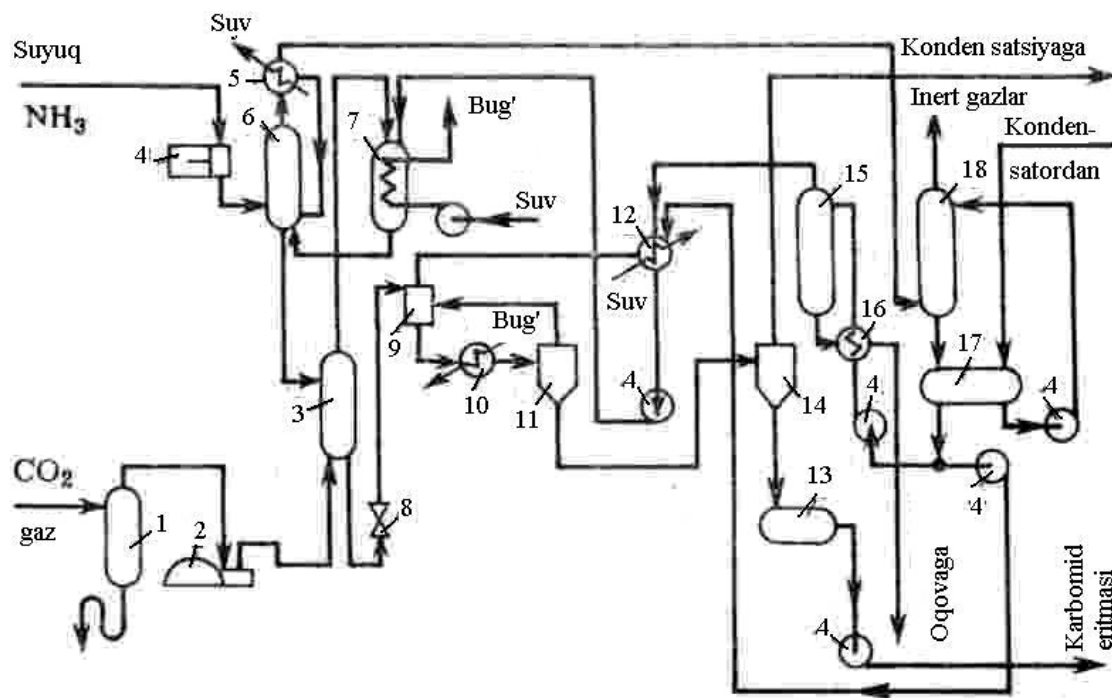 Suv
Suyuq
NH₃
4
5
6
7
Bug'
Suv
Konden satsiyaga
Inert gazlar
Konden-
satordan
15
18
12
Suv
16
9
Bug'
10
11
4
14
4
17
4
3
CO₂
gaz
1
2
8
13
4
4
Oqovaga
Karbomid
eritmasi